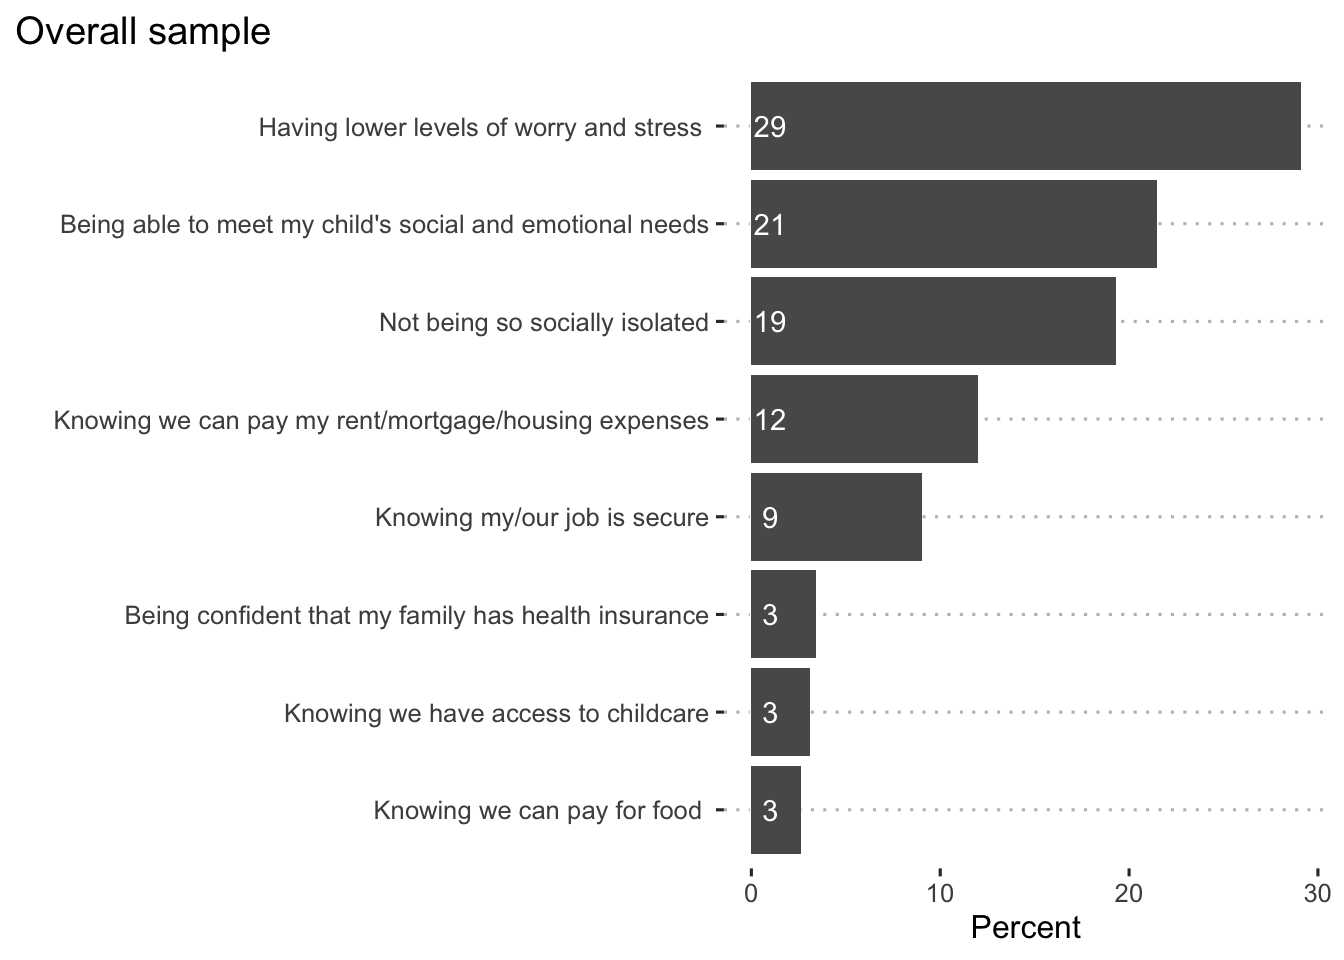 Overall sample
Having lower levels of worry and stress
29
Being able to meet my child's social and emotional needs
21
Not being so socially isolated
19
Knowing we can pay my rent/mortgage/housing expenses
12
Knowing my/our job is secure
9
Being confident that my family has health insurance
3
Knowing we have access to childcare
3
Knowing we can pay for food
3
0 10 20 30
Percent